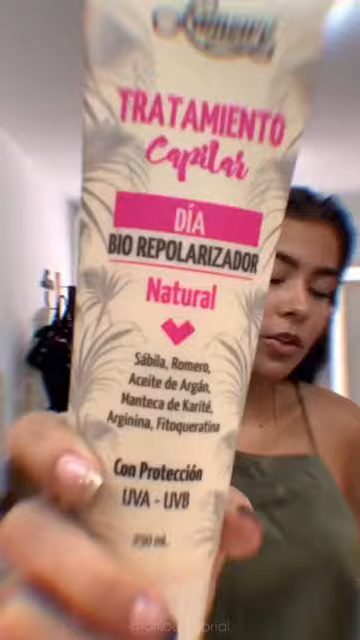 TRATAMIENTO
Capilar
DÍA
BIO REPOLARIZADOR
Natural
Sábila, Romero,
Aceite de Argán,
Manteca de Karité,
Arginina, Fitoqueratina
Con Protección
UVA - UVB